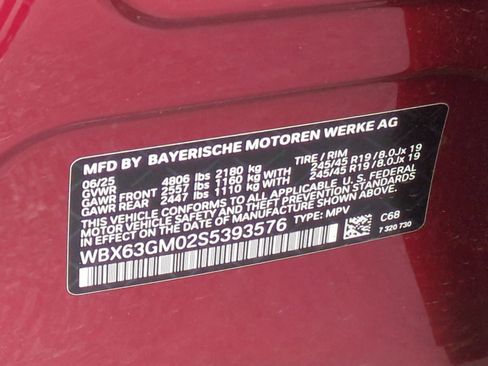 MFD BY BAYERISCHE MOTOREN WERKE AG
06/25 TIRE / RIM
GVWR 4806 lbs 2180 kg 245/45 R19 / 8.0Jx 19
GAWR FRONT 2557 lbs 1160 kg 245/45 R19 / 8.0Jx 19
GAWR REAR 2447 lbs 1110 kg
THIS VEHICLE CONFORMS TO ALL APPLICABLE U.S. FEDERAL
MOTOR VEHICLE SAFETY STANDARDS AND THEFT PREVENTION STANDARDS
IN EFFECT ON THE DATE OF MANUFACTURE SHOWN ABOVE.
WBX63GM02S5393576 TYPE: MPV
C68
7 320 730